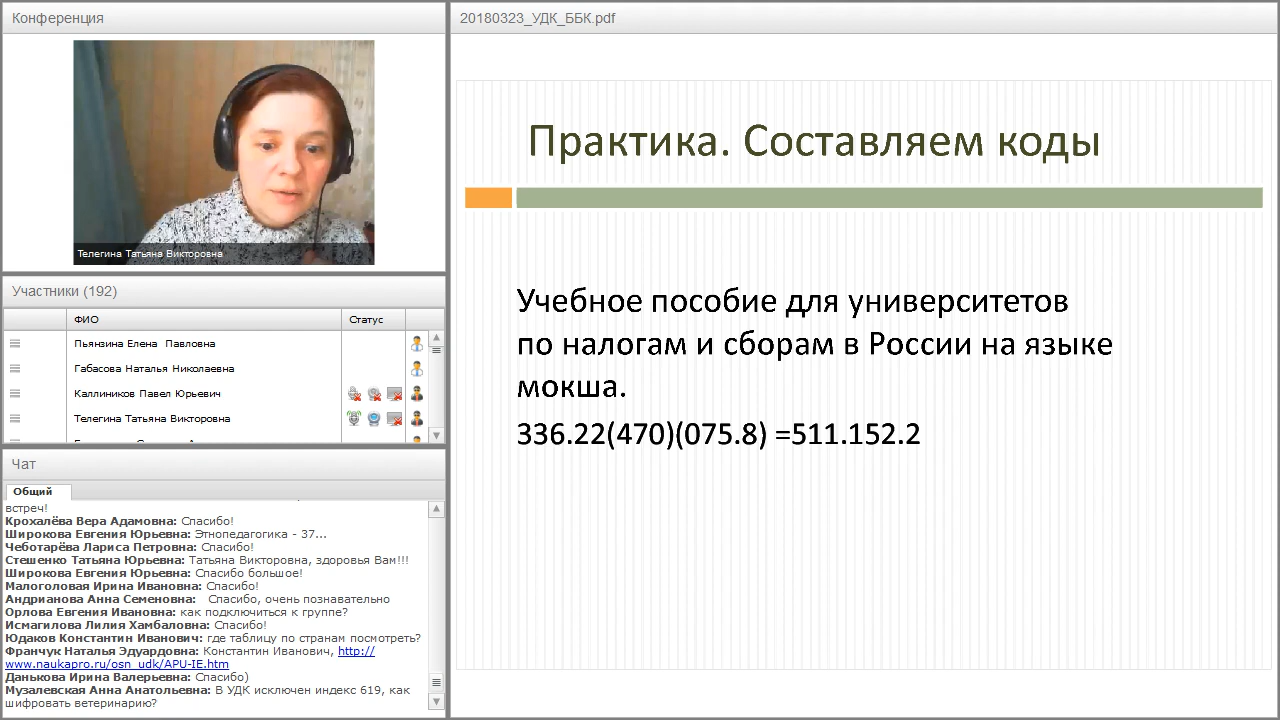 Конференция
Телегина Татьяна Викторовна
Участники (192)
ФИО
Статус
Пьянзина Елена Павловна
Габасова Наталья Николаевна
Каллиников Павел Юрьевич
Телегина Татьяна Викторовна
Чат
Общий
встреч!
Крохалёва Вера Адамовна: Спасибо!
Широкова Евгения Юрьевна: Этнопедагогика - 37...
Чеботарёва Лариса Петровна: Спасибо!
Стешенко Татьяна Юрьевна: Татьяна Викторовна, здоровья Вам!!!
Широкова Евгения Юрьевна: Спасибо большое!
Малоголовая Ирина Ивановна: Спасибо!
Андрианова Анна Семеновна: Спасибо, очень познавательно
Орлова Евгения Ивановна: как подключиться к группе?
Исмагилова Лилия Хамбаловна: Спасибо!
Юдаков Константин Иванович: где таблицу по странам посмотреть?
Франчук Наталья Эдуардовна: Константин Иванович, http://
www.naukapro.ru/osn_udk/APU-IE.htm
Данькова Ирина Валерьевна: Спасибо)
Музалевская Анна Анатольевна: В УДК исключен индекс 619, как
шифровать ветеринарию?
20180323_УДК_ББК.pdf
Практика. Составляем коды
Учебное пособие для университетов
по налогам и сборам в России на языке
мокша.
336.22(470)(075.8) =511.152.2